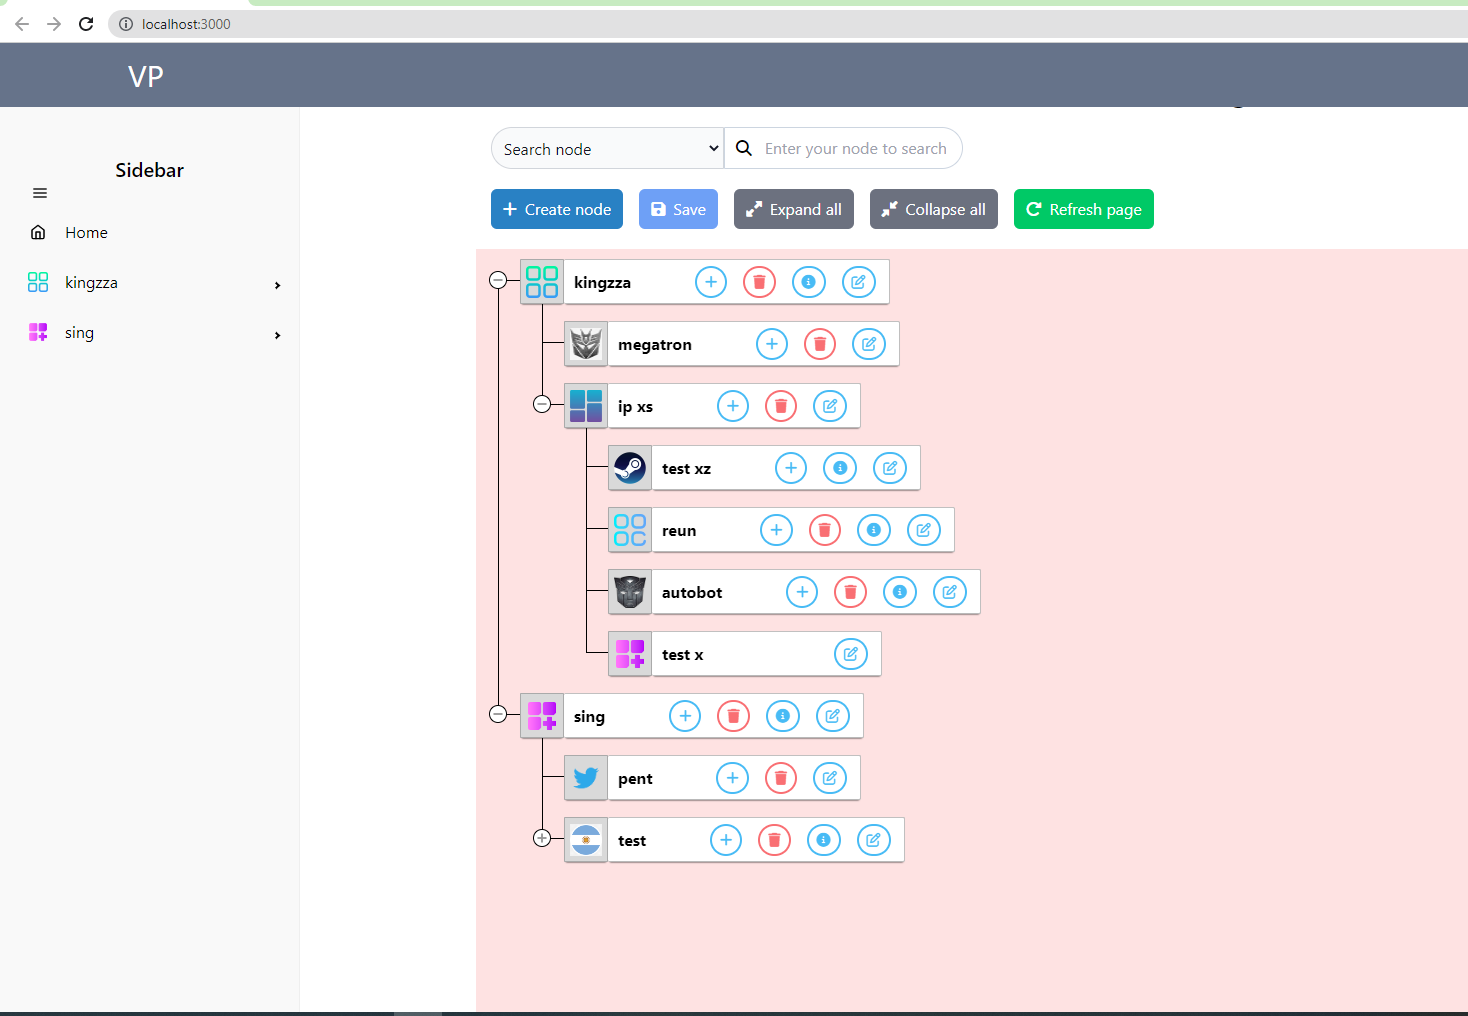 localhost:3000
VP
Sidebar
Home
kingzza
sing
Search node
Enter your node to search
Create node
Save
Expand all
Collapse all
Refresh page
kingzza
megatron
ip xs
test xz
reun
autobot
test x
sing
pent
test